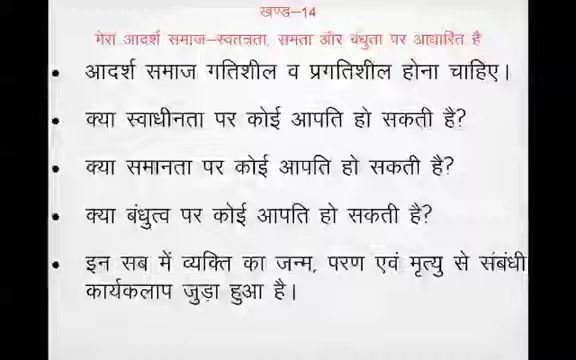 खण्ड–14
मेरा आदर्श समाज–स्वतन्त्रता, समता और बंधुता पर आधारित है
• आदर्श समाज गतिशील व प्रगतिशील होना चाहिए।
• क्या स्वाधीनता पर कोई आपति हो सकती है?
• क्या समानता पर कोई आपति हो सकती है?
• क्या बंधुत्व पर कोई आपति हो सकती है?
• इन सब में व्यक्ति का जन्म, परण एवं मृत्यु से संबंधी
कार्यकलाप जुड़ा हुआ है।